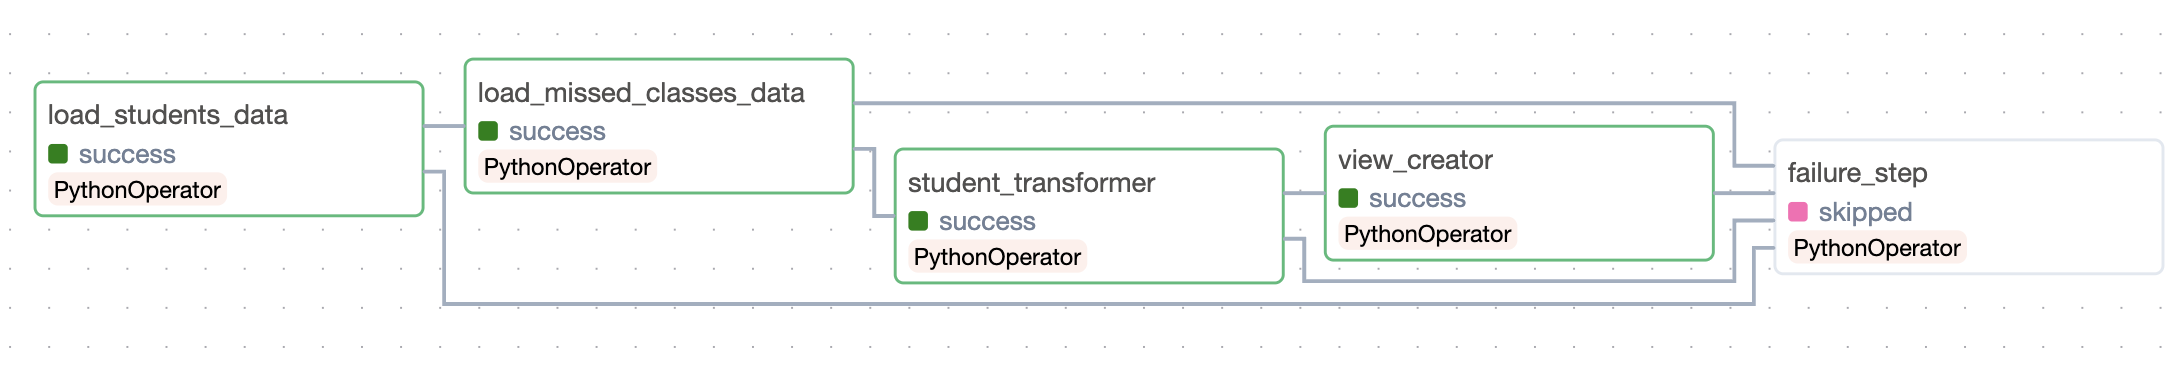 load_students_data
success
PythonOperator
load_missed_classes_data
success
PythonOperator
student_transformer
success
PythonOperator
view_creator
success
PythonOperator
failure_step
skipped
PythonOperator